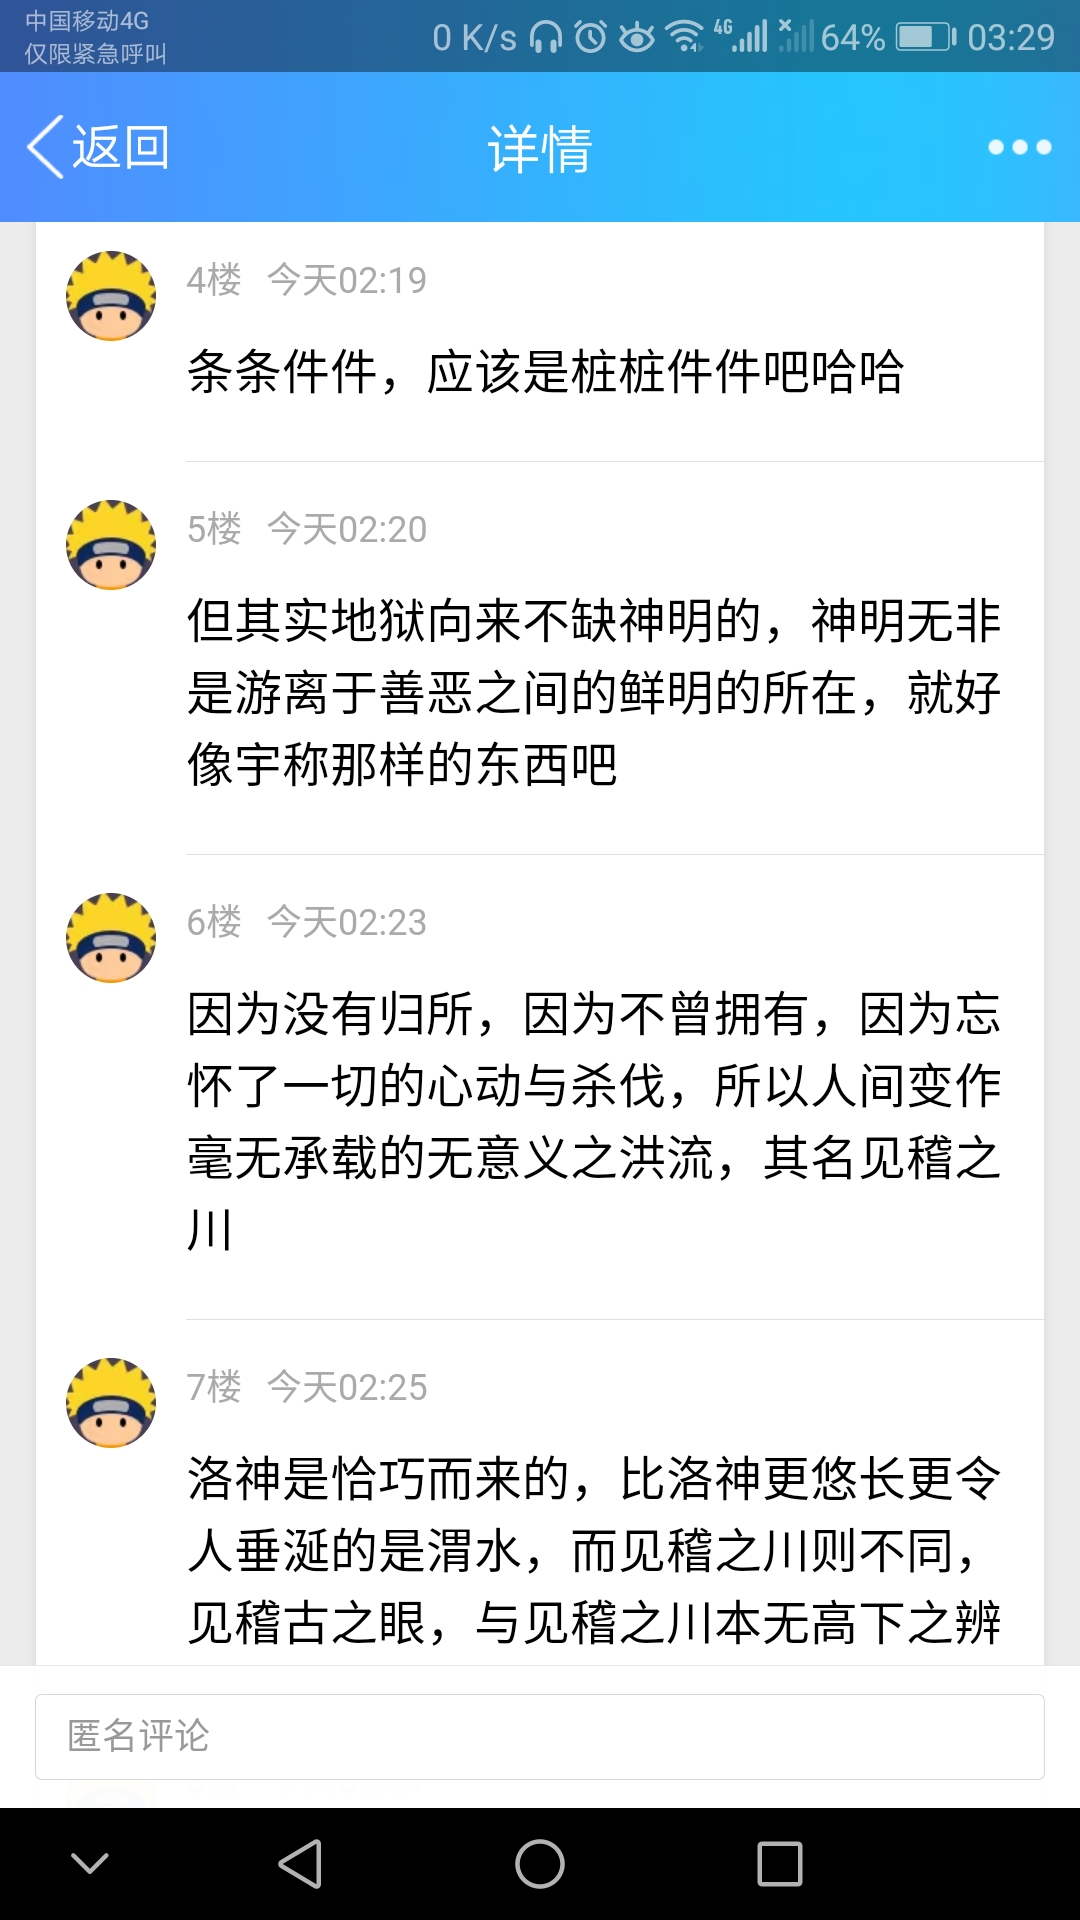 中国移动4G
仅限紧急呼叫
0 K/s 4G 64% 03:29
返回 详情
4楼 今天02:19
条条件件，应该是桩桩件件吧哈哈
5楼 今天02:20
但其实地狱向来不缺神明的，神明无非
是游离于善恶之间的鲜明的所在，就好
像宇称那样的东西吧
6楼 今天02:23
因为没有归所，因为不曾拥有，因为忘
怀了一切的心动与杀伐，所以人间变作
毫无承载的无意义之洪流，其名见稽之
川
7楼 今天02:25
洛神是恰巧而来的，比洛神更悠长更令
人垂涎的是渭水，而见稽之川则不同，
见稽古之眼，与见稽之川本无高下之辨
匿名评论